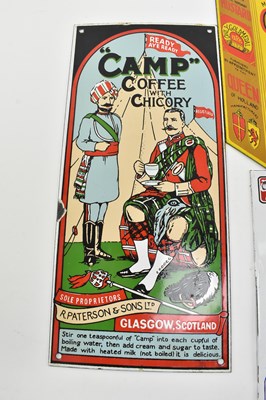 READY
AYE READY
"CAMP"
COFFEE
WITH
CHICORY
SOLE PROPRIETORS
R. PATERSON & SONS LTD
GLASGOW, SCOTLAND
Stir one teaspoonful of "Camp" into each cupful of
boiling water, then add cream and sugar to taste.
Made with heated milk (not boiled) it is delicious.
QUEEN